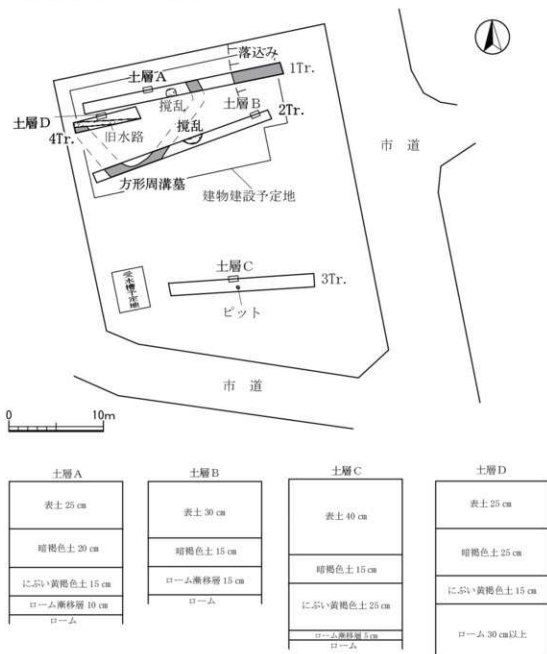 落込み
土層A
1Tr.
撹乱
土層B
2Tr.
土層D
旧水路
撹乱
4Tr.
方形周溝墓
建物建設予定地
市　道
土層C
受水槽予定地
3Tr.
ピット
市　道
0
10m
土層A
表土 25 ㎝
暗褐色土 20 ㎝
にぶい黄褐色土 15 ㎝
ローム漸移層 10 ㎝
ローム
土層B
表土 30 ㎝
暗褐色土 15 ㎝
ローム漸移層 15 ㎝
ローム
土層C
表土 40 ㎝
暗褐色土 15 ㎝
にぶい黄褐色土 25 ㎝
ローム漸移層 5 ㎝
ローム
土層D
表土 25 ㎝
暗褐色土 25 ㎝
にぶい黄褐色土 15 ㎝
ローム 30 ㎝以上